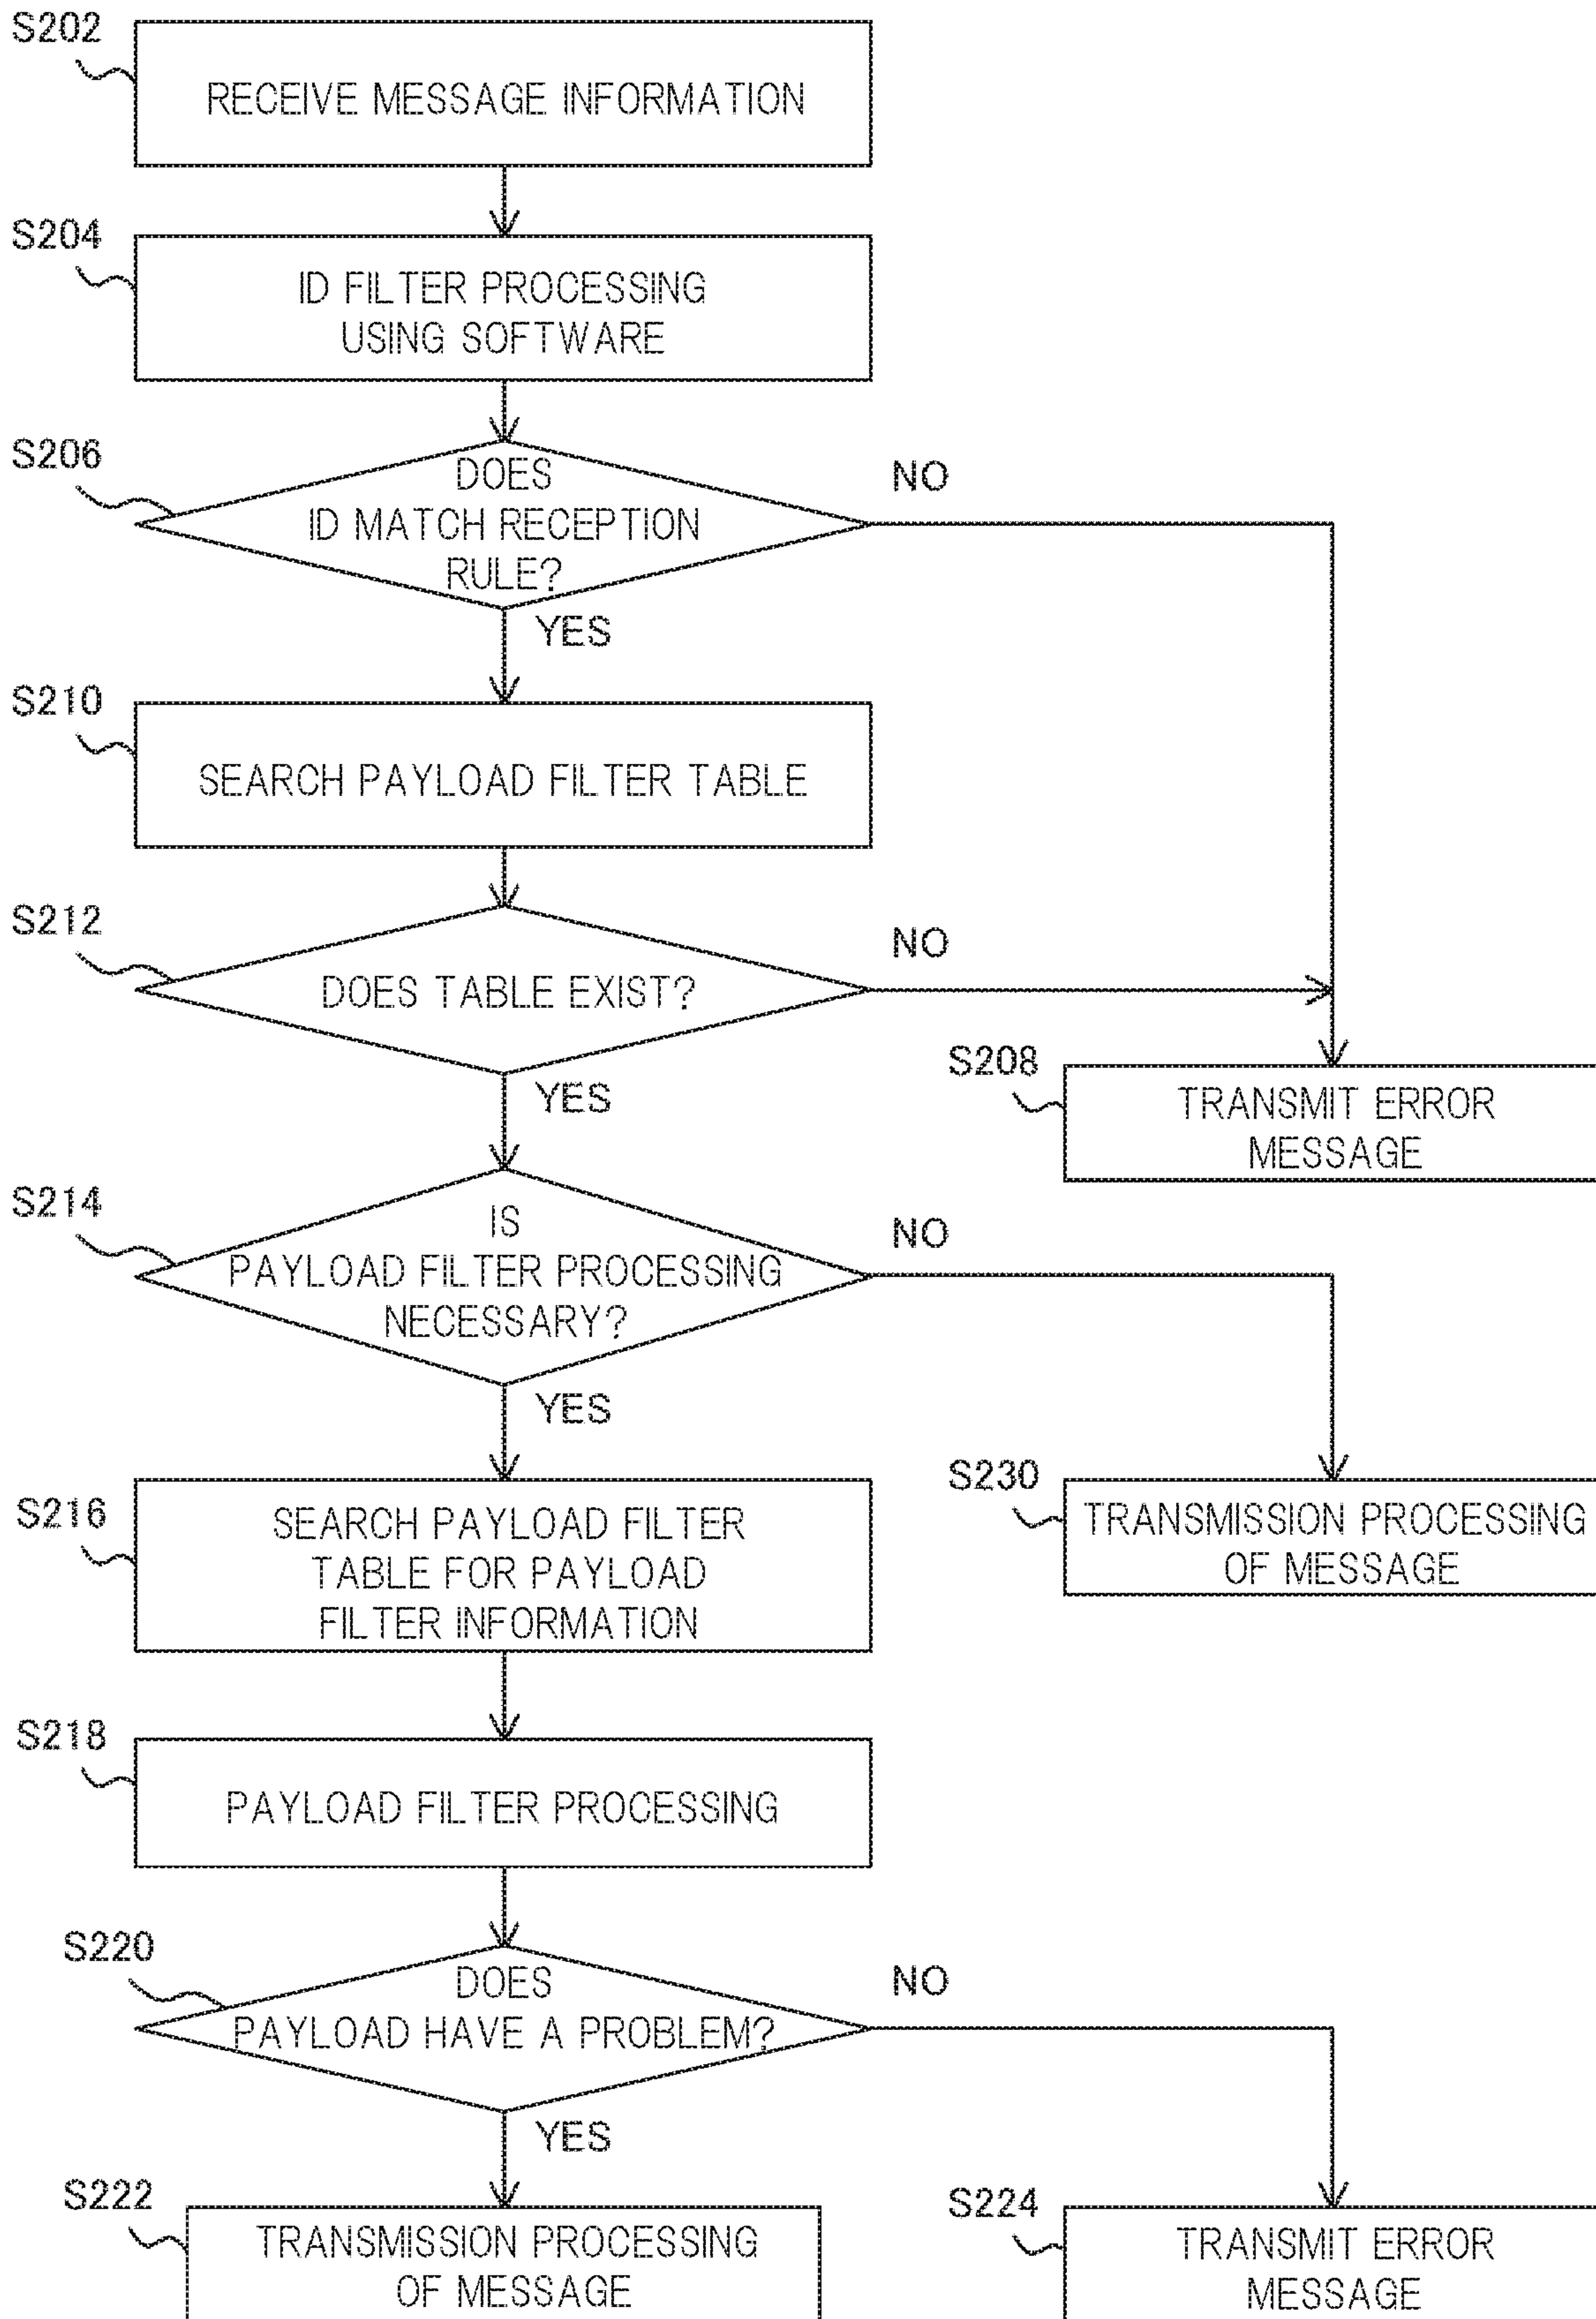 S202
RECEIVE MESSAGE INFORMATION
S204
ID FILTER PROCESSING
USING SOFTWARE
S206
DOES
ID MATCH RECEPTION
RULE?
NO
YES
S210
SEARCH PAYLOAD FILTER TABLE
S212
DOES TABLE EXIST?
NO
YES
S208
TRANSMIT ERROR
MESSAGE
S214
IS
PAYLOAD FILTER PROCESSING
NECESSARY?
NO
YES
S216
SEARCH PAYLOAD FILTER
TABLE FOR PAYLOAD
FILTER INFORMATION
S230
TRANSMISSION PROCESSING
OF MESSAGE
S218
PAYLOAD FILTER PROCESSING
S220
DOES
PAYLOAD HAVE A PROBLEM?
NO
YES
S222
TRANSMISSION PROCESSING
OF MESSAGE
S224
TRANSMIT ERROR
MESSAGE